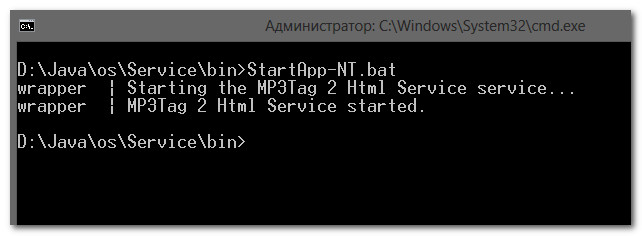 Администратор: C:\Windows\System32\cmd.exe
D:\Java\os\Service\bin>StartApp-NT.bat
wrapper  | Starting the MP3Tag 2 Html Service service...
wrapper  | MP3Tag 2 Html Service started.
D:\Java\os\Service\bin>